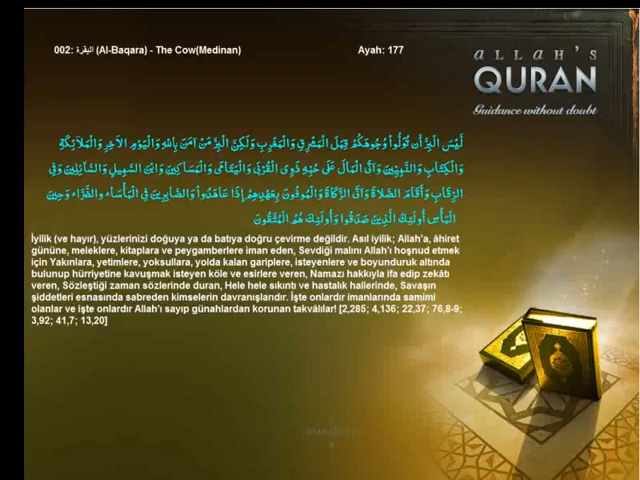 002: البقرة (Al-Baqara) - The Cow(Medinan)
Ayah: 177
ALLAH'S
QURAN
Guidance without doubt
لَّيْسَ الْبِرَّ أَن تُوَلُّواْ وُجُوهَكُمْ قِبَلَ الْمَشْرِقِ وَالْمَغْرِبِ وَلَكِنَّ الْبِرَّ مَنْ آمَنَ بِاللّهِ وَالْيَوْمِ الآخِرِ وَالْمَلآئِكَةِ
وَالْكِتَابِ وَالنَّبِيِّينَ وَآتَى الْمَالَ عَلَى حُبِّهِ ذَوِي الْقُرْبَى وَالْيَتَامَى وَالْمَسَاكِينَ وَابْنَ السَّبِيلِ وَالسَّآئِلِينَ وَفِي
الرِّقَابِ وَأَقَامَ الصَّلاةَ وَآتَى الزَّكَاةَ وَالْمُوفُونَ بِعَهْدِهِمْ إِذَا عَاهَدُواْ وَالصَّابِرِينَ فِي الْبَأْسَاء والضَّرَّاء وَحِينَ
الْبَأْسِ أُولَئِكَ الَّذِينَ صَدَقُوا وَأُولَئِكَ هُمُ الْمُتَّقُونَ
İyilik (ve hayır), yüzlerinizi doğuya ya da batıya doğru çevirme değildir. Asıl iyilik; Allah'a, âhiret
gününe, meleklere, kitaplara ve peygamberlere iman eden, Sevdiği malını Allah'ı hoşnud etmek
için Yakınlara, yetimlere, yoksullara, yolda kalan gariplere, isteyenlere ve boyunduruk altında
bulunup hürriyetine kavuşmak isteyen köle ve esirlere veren, Namazı hakkıyla ifa edip zekâtı
veren, Sözleştiği zaman sözlerinde duran, Hele hele sıkıntı ve hastalık hallerinde, Savaşın
şiddetleri esnasında sabreden kimselerin davranışlarıdır. İşte onlardır imanlarında samimi
olanlar ve işte onlardır Allah'ı sayıp günahlardan korunan takvâlılar! [2,285; 4,136; 22,37; 76,8-9;
3,92; 41,7; 13,20]